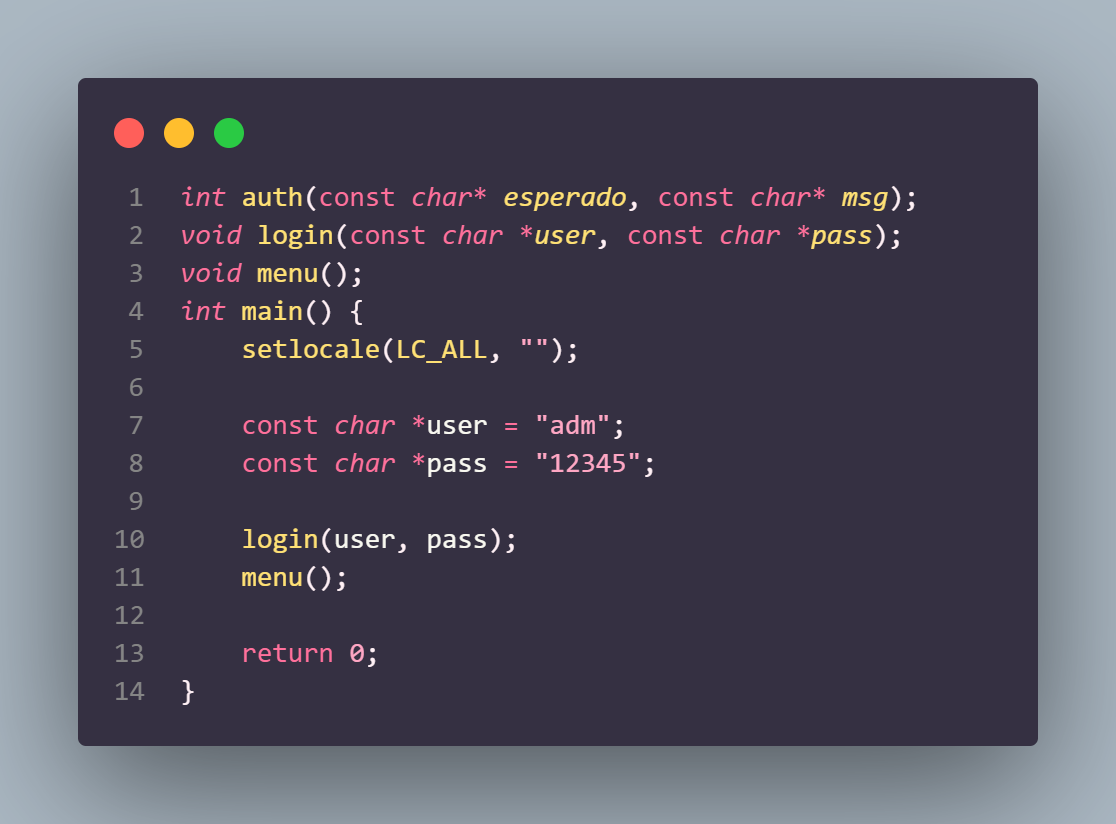 1 int auth(const char* esperado, const char* msg);
2 void login(const char *user, const char *pass);
3 void menu();
4 int main() {
5     setlocale(LC_ALL, "");
6
7     const char *user = "adm";
8     const char *pass = "12345";
9
10     login(user, pass);
11     menu();
12
13     return 0;
14 }